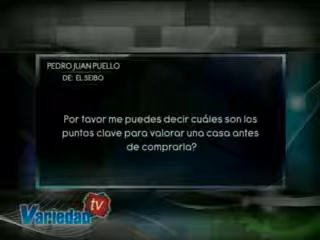 PEDRO JUAN PUELLO
DE: EL SEIBO
Por favor me puedes decir cuáles son los
puntos clave para valorar una casa antes
de comprarla?
Variedad tv